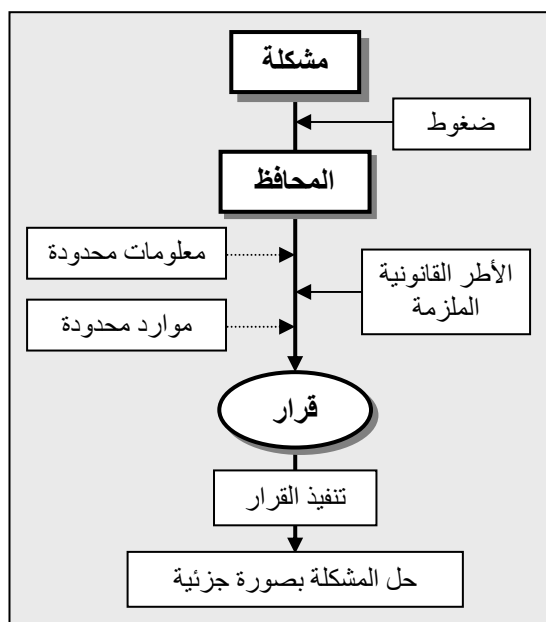 مشكلة
ضغوط
المحافظ
معلومات محدودة
الأطر القانونية
الملزمة
موارد محدودة
قرار
تنفيذ القرار
حل المشكلة بصورة جزئية